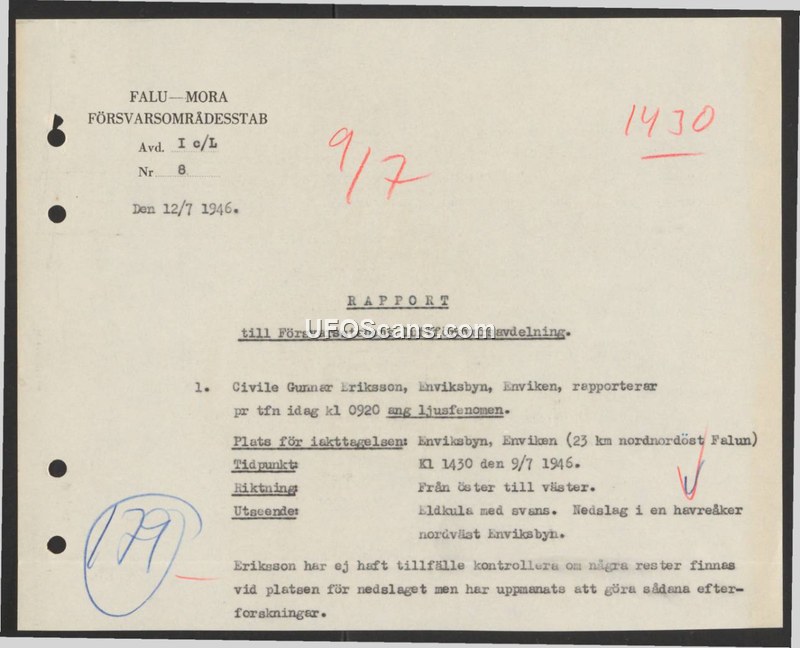 FALU—MORA
FÖRSVARSOMRÅDESSTAB
Avd. I c/L
Nr 8
Den 12/7 1946.
9/7
1430
RAPPORT
till avdelning.
UFOScans.com
1. Civile Gunnar Eriksson, Enviksbyn, Enviken, rapporterar
pr tfn idag kl 0920 ang ljusfenomen.
Plats för iakttagelsen: Enviksbyn, Enviken (23 km nordnordöst Falun)
Tidpunkt: Kl 1430 den 9/7 1946.
Riktning: Från öster till väster.
Utseende: Eldkula med svans. Nedslag i en havreåker
nordväst Enviksbyn.
179
Eriksson har ej haft tillfälle kontrollera om några rester finnas
vid platsen för nedslaget men har uppmanats att göra sådana efter-
forskningar.